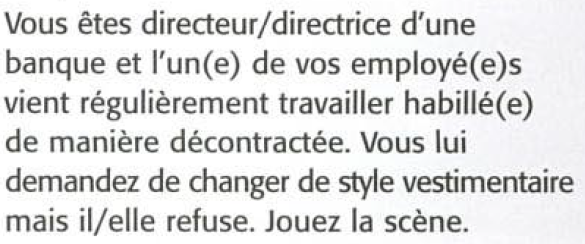 Vous êtes directeur/directrice d'une
banque et l'un(e) de vos employé(e)s
vient régulièrement travailler habillé(e)
de manière décontractée. Vous lui
demandez de changer de style vestimentaire
mais il/elle refuse. Jouez la scène.